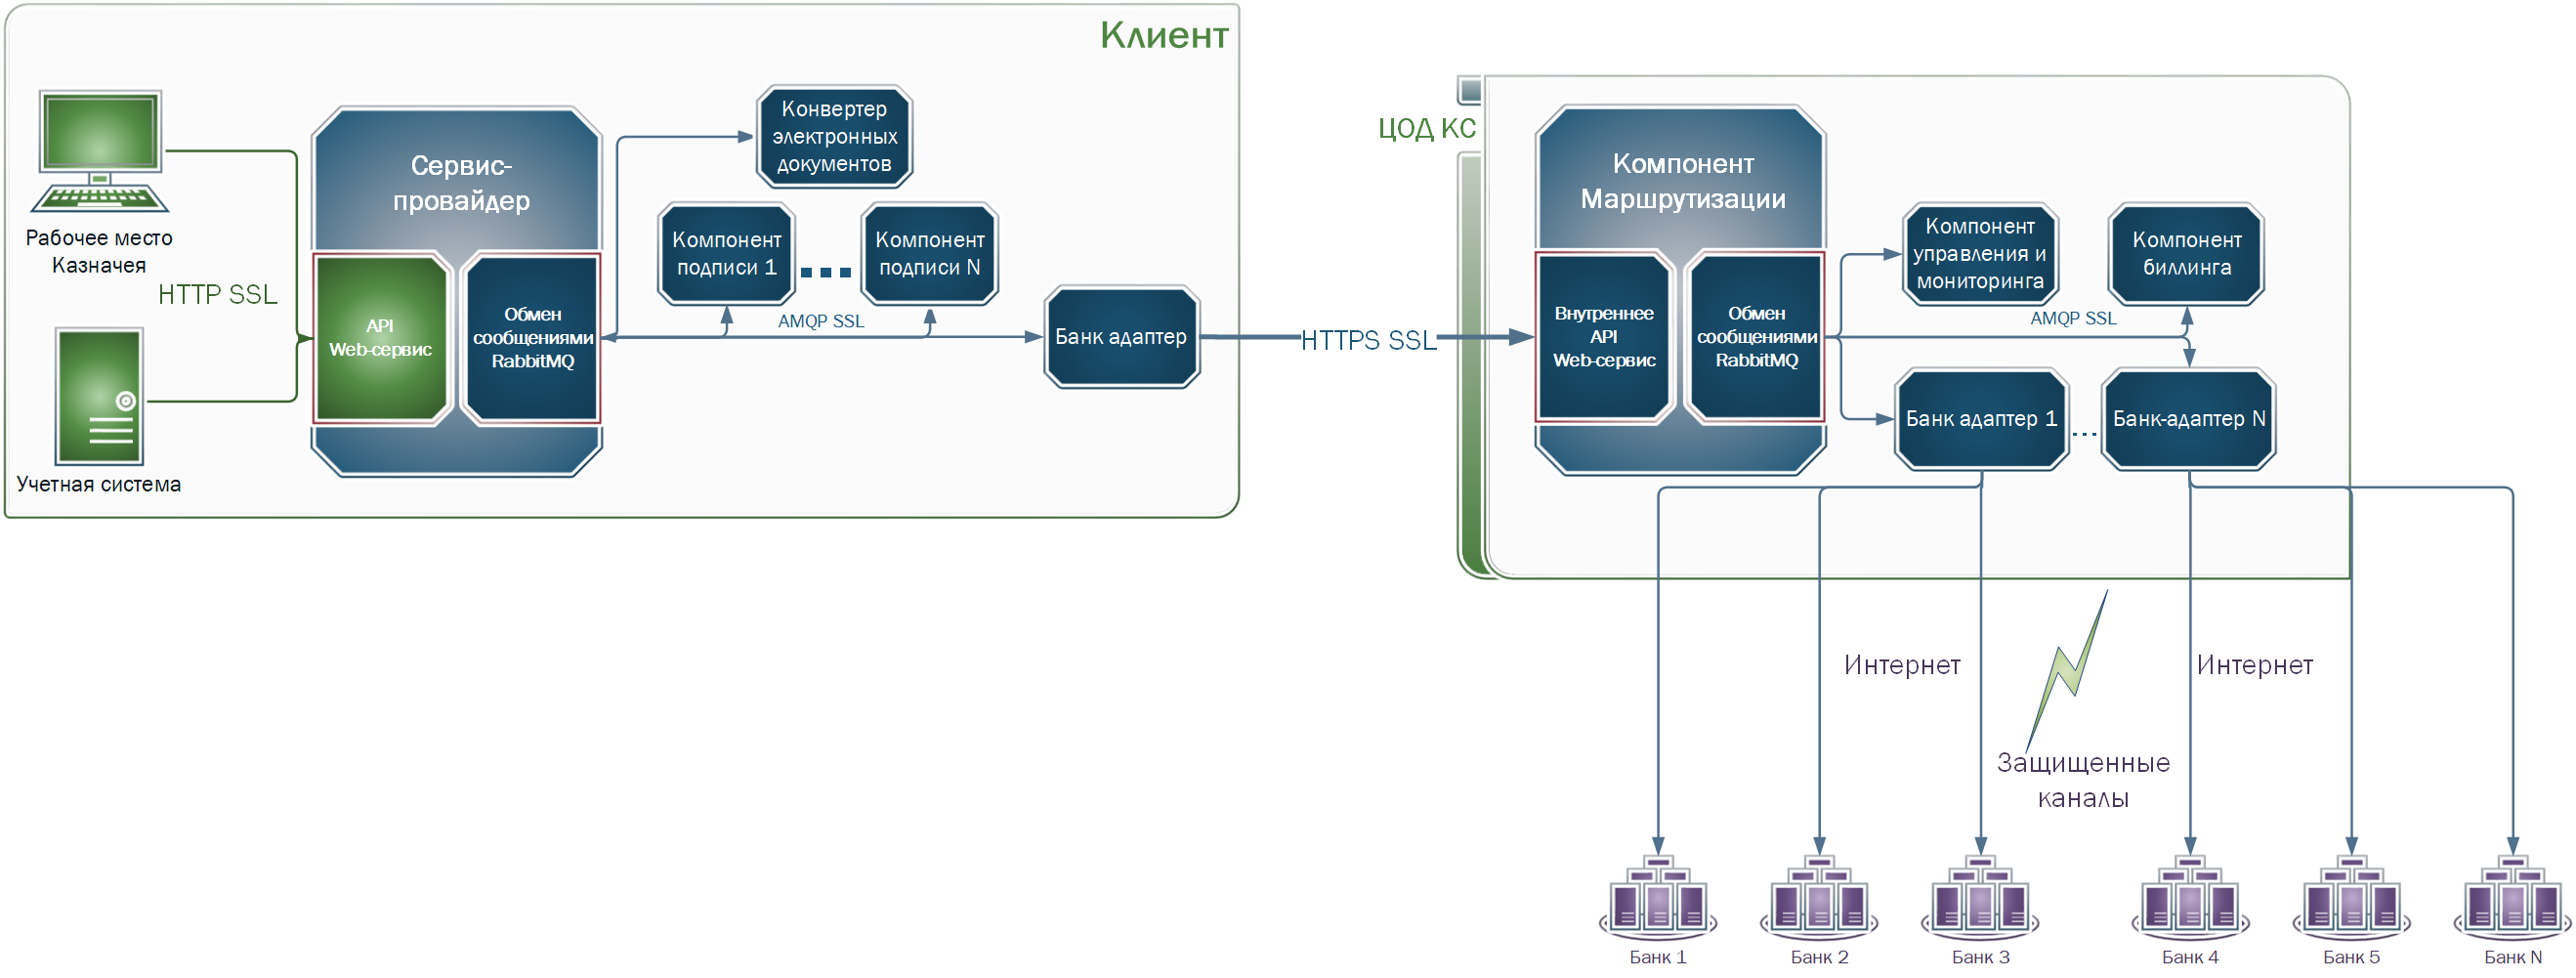 Клиент
Рабочее место
Казначея
HTTP SSL
Учетная система
Сервис-
провайдер
API
Web-сервис
Обмен
сообщениями
RabbitMQ
Конвертер
электронных
документов
Компонент
подписи 1
Компонент
подписи N
AMQP SSL
Банк адаптер
HTTPS SSL
ЦОД КС
Компонент
Маршрутизации
Внутреннее
API
Web-сервис
Обмен
сообщениями
RabbitMQ
Компонент
управления и
мониторинга
Компонент
биллинга
AMQP SSL
Банк адаптер 1
Банк-адаптер N
Интернет
Интернет
Защищенные
каналы
Банк 1
Банк 2
Банк 3
Банк 4
Банк 5
Банк N